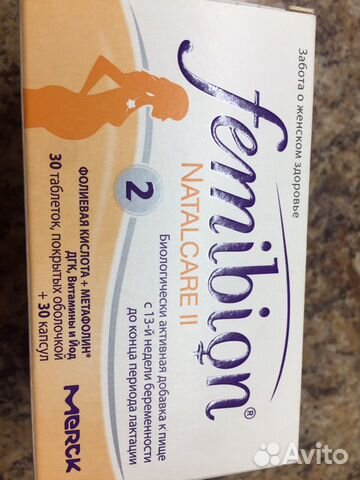 Забота о женском здоровье
femibion®
NATALCARE II
2
Биологически активная добавка к пище
с 13-й недели беременности
до конца периода лактации
ФОЛИЕВАЯ КИСЛОТА + МЕТАФОЛИН®
ДГК, Витамины и Йод
30 таблеток, покрытых оболочкой
+ 30 капсул
MERCK
Avito